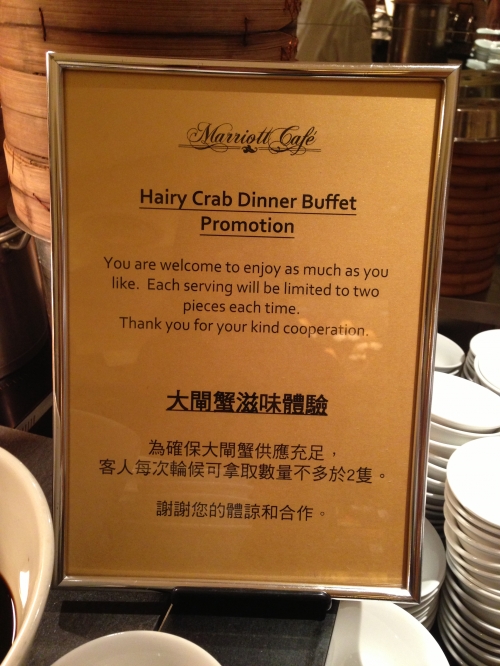 Marriott Café
Hairy Crab Dinner Buffet
Promotion
You are welcome to enjoy as much as you
like. Each serving will be limited to two
pieces each time.
Thank you for your kind cooperation.
大閘蟹滋味體驗
為確保大閘蟹供應充足，
客人每次輪候可拿取數量不多於2隻。
謝謝您的體諒和合作。